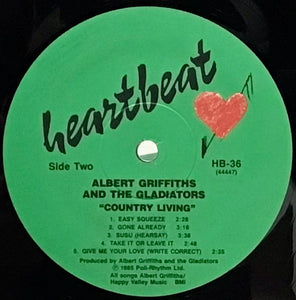 heartbeat
Side Two
HB-36
(44447)
ALBERT GRIFFITHS
AND THE GLADIATORS
"COUNTRY LIVING"
1. EASY SQUEEZE 2:28
2. GONE ALREADY 3:18
3. SUSU (HEARSAY) 3:38
4. TAKE IT OR LEAVE IT 2:48
5. GIVE ME YOUR LOVE (WRITE CORRECT) 2:26
Produced by Albert Griffiths and the Gladiators
℗ 1985 Poli-Rhythm Ltd.
All songs Albert Griffiths/
Happy Valley Music BMI